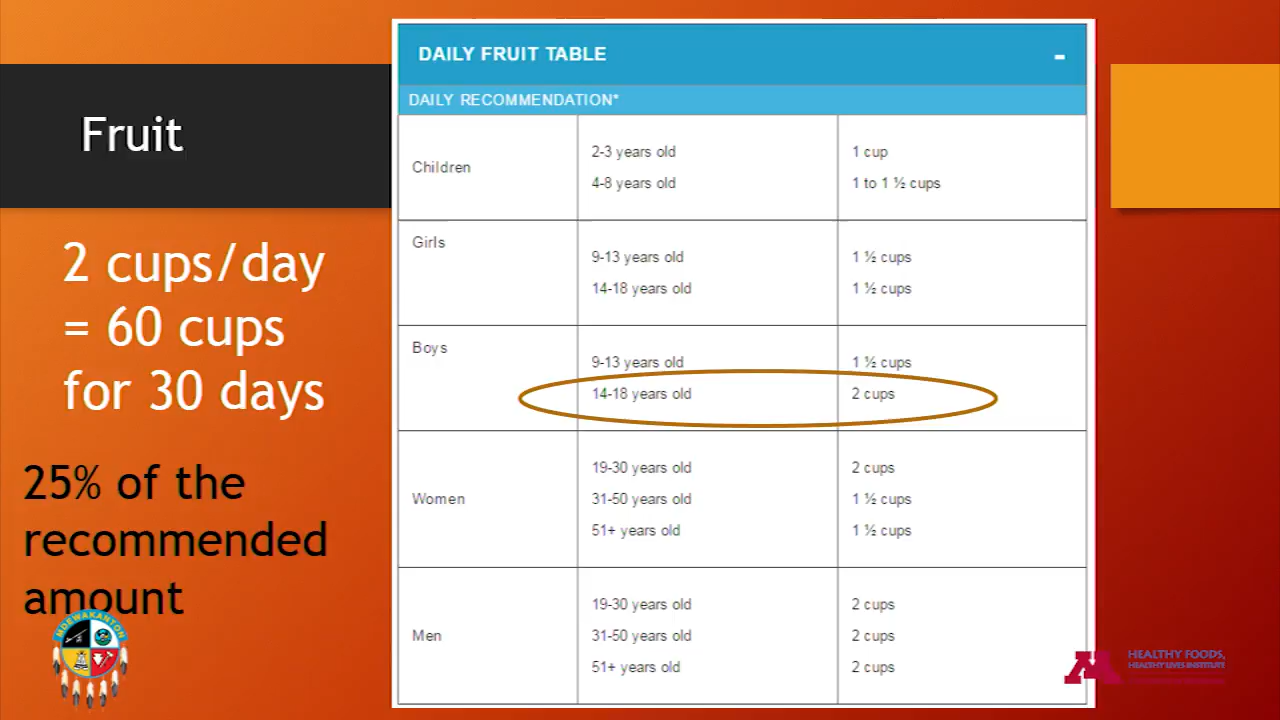 Fruit
2 cups/day
= 60 cups
for 30 days
25% of the
recommended
amount
MDEWAKANTON
DAILY FRUIT TABLE -
DAILY RECOMMENDATION*
Children
2-3 years old 1 cup
4-8 years old 1 to 1 ½ cups
Girls
9-13 years old 1 ½ cups
14-18 years old 1 ½ cups
Boys
9-13 years old 1 ½ cups
14-18 years old 2 cups
Women
19-30 years old 2 cups
31-50 years old 1 ½ cups
51+ years old 1 ½ cups
Men
19-30 years old 2 cups
31-50 years old 2 cups
51+ years old 2 cups
M
HEALTHY FOODS,
HEALTHY LIVES INSTITUTE